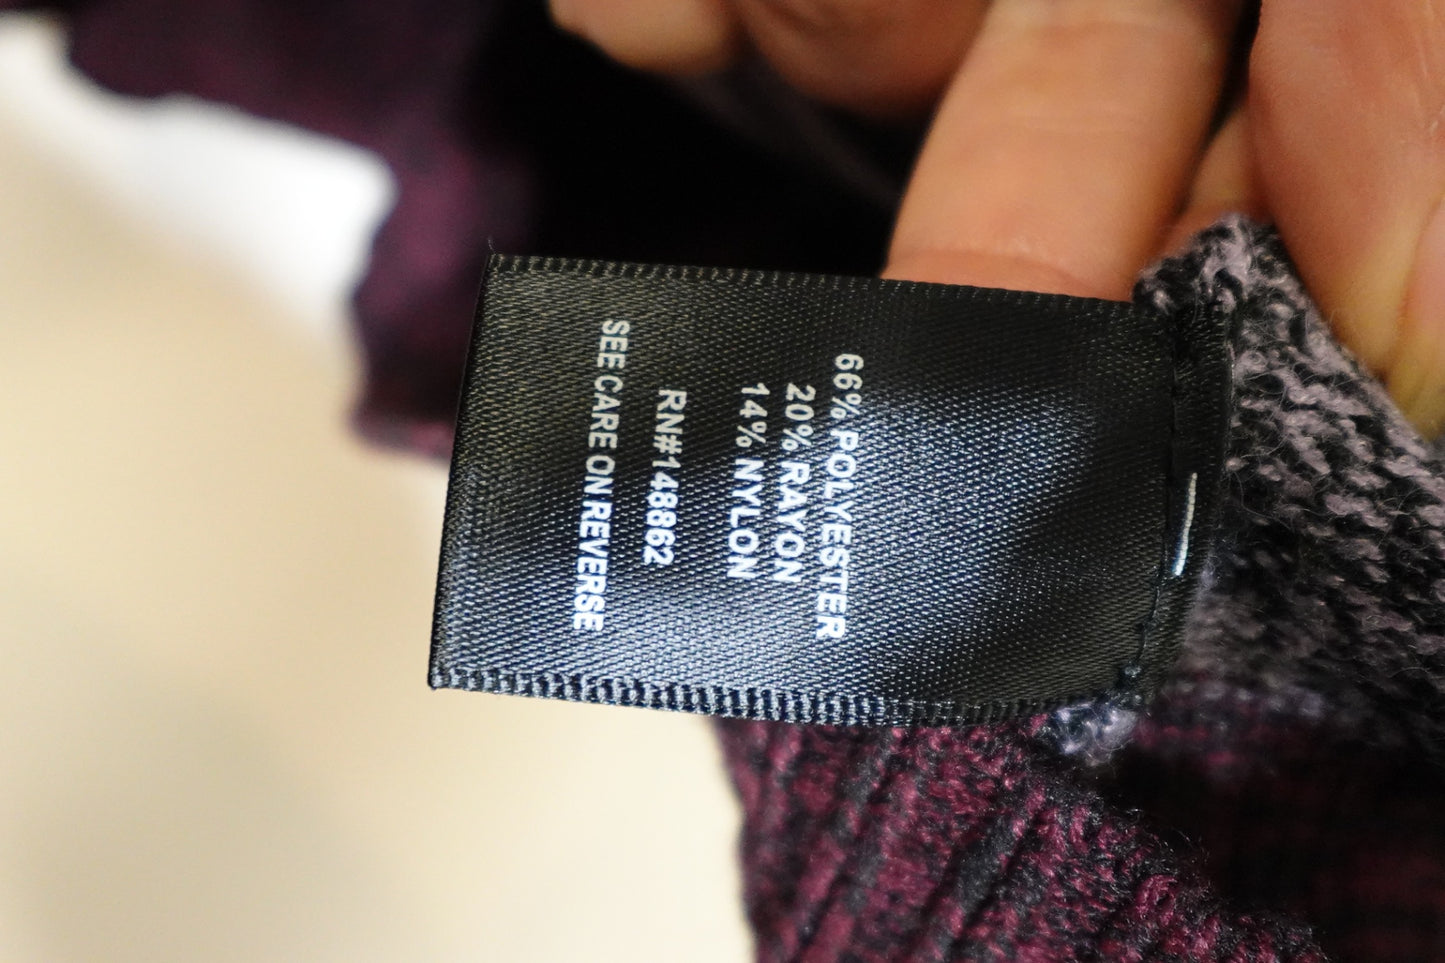 66% POLYESTER
20% RAYON
14% NYLON
RN#148862
SEE CARE ON REVERSE